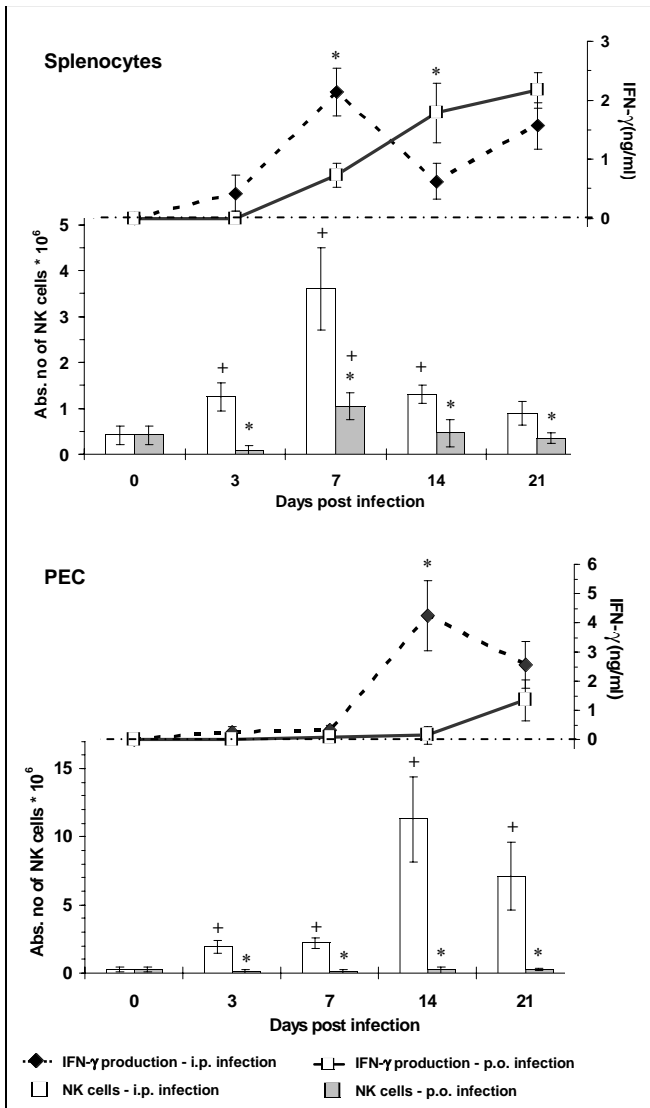 Splenocytes
3
2
1
0
IFN-γ(ng/ml)
* *
5
4
3
2
1
0
Abs. no of NK cells * 10⁶
+ * + + * + * *
0 3 7 14 21
Days post infection
PEC
6
5
4
3
2
1
0
IFN-γ(ng/ml)
*
15
10
5
0
Abs. no of NK cells * 10⁶
+ * + * + * + *
0 3 7 14 21
Days post infection
IFN-γ production - i.p. infection
IFN-γ production - p.o. infection
NK cells - i.p. infection
NK cells - p.o. infection